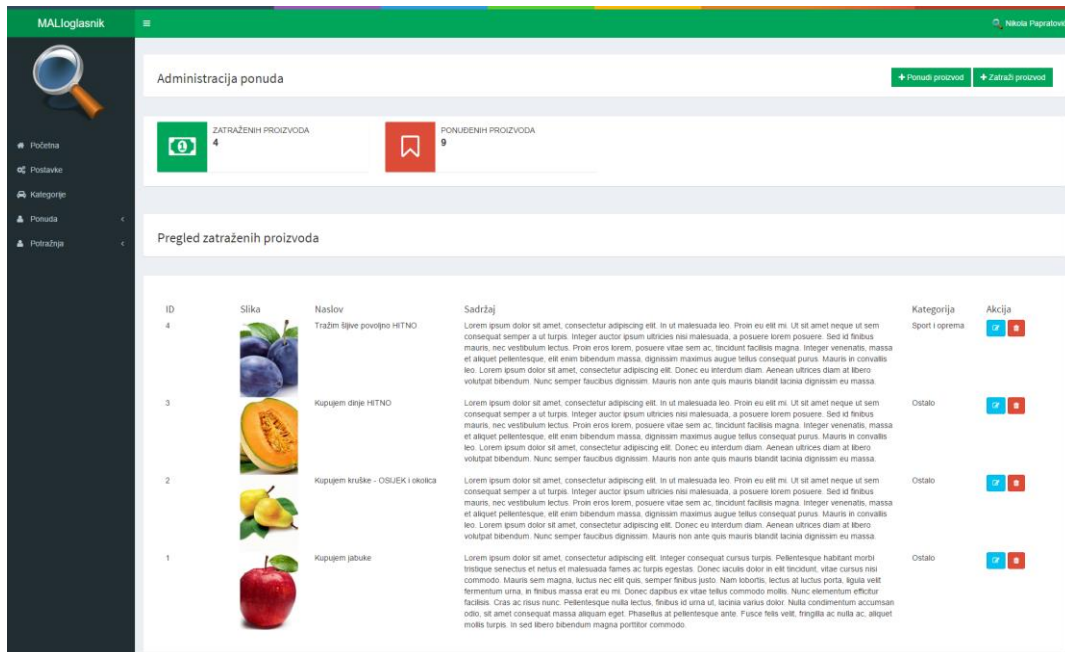 MALIoglasnik
Nikola Papratović
Početna
Postavke
Kategorije
Ponuda
Potražnja
Administracija ponuda
+ Ponudi proizvod
+ Zatraži proizvod
ZATRAŽENIH PROIZVODA
4
PONUĐENIH PROIZVODA
9
Pregled zatraženih proizvoda
ID Slika Naslov Sadržaj Kategorija Akcija
4 Tražim šljive povoljno HITNO Lorem ipsum dolor sit amet, consectetur adipiscing elit. In ut malesuada leo. Proin eu elit mi. Ut sit amet neque ut sem Sport i oprema
consequat semper a ut turpis. Integer auctor ipsum ultricies nisi malesuada, a posuere lorem posuere. Sed id finibus
mauris, nec vestibulum lectus. Proin eros lorem, posuere vitae sem ac, tincidunt facilisis magna. Integer venenatis, massa
et aliquet pellentesque, elit enim bibendum massa, dignissim maximus augue tellus consequat purus. Mauris in convallis
leo. Lorem ipsum dolor sit amet, consectetur adipiscing elit. Donec eu interdum diam. Aenean ultrices diam at libero
volutpat bibendum. Nunc semper faucibus dignissim. Mauris non ante quis mauris blandit lacinia dignissim eu massa.
3 Kupujem dinje HITNO Lorem ipsum dolor sit amet, consectetur adipiscing elit. In ut malesuada leo. Proin eu elit mi. Ut sit amet neque ut sem Ostalo
consequat semper a ut turpis. Integer auctor ipsum ultricies nisi malesuada, a posuere lorem posuere. Sed id finibus
mauris, nec vestibulum lectus. Proin eros lorem, posuere vitae sem ac, tincidunt facilisis magna. Integer venenatis, massa
et aliquet pellentesque, elit enim bibendum massa, dignissim maximus augue tellus consequat purus. Mauris in convallis
leo. Lorem ipsum dolor sit amet, consectetur adipiscing elit. Donec eu interdum diam. Aenean ultrices diam at libero
volutpat bibendum. Nunc semper faucibus dignissim. Mauris non ante quis mauris blandit lacinia dignissim eu massa.
2 Kupujem kruške - OSIJEK i okolica Lorem ipsum dolor sit amet, consectetur adipiscing elit. In ut malesuada leo. Proin eu elit mi. Ut sit amet neque ut sem Ostalo
consequat semper a ut turpis. Integer auctor ipsum ultricies nisi malesuada, a posuere lorem posuere. Sed id finibus
mauris, nec vestibulum lectus. Proin eros lorem, posuere vitae sem ac, tincidunt facilisis magna. Integer venenatis, massa
et aliquet pellentesque, elit enim bibendum massa, dignissim maximus augue tellus consequat purus. Mauris in convallis
leo. Lorem ipsum dolor sit amet, consectetur adipiscing elit. Donec eu interdum diam. Aenean ultrices diam at libero
volutpat bibendum. Nunc semper faucibus dignissim. Mauris non ante quis mauris blandit lacinia dignissim eu massa.
1 Kupujem jabuke Lorem ipsum dolor sit amet, consectetur adipiscing elit. Integer consequat cursus turpis. Pellentesque habitant morbi Ostalo
tristique senectus et netus et malesuada fames ac turpis egestas. Donec iaculis dolor in elit tincidunt, vitae cursus nisi
commodo. Mauris sem magna, luctus nec elit quis, semper finibus justo. Nam lobortis, lectus at luctus porta, ligula velit
fermentum urna, in finibus massa erat eu mi. Donec dapibus ex vitae tellus commodo mollis. Nunc elementum efficitur
facilisis. Cras ac risus nunc. Pellentesque nulla lectus, finibus id urna ut, lacinia varius dolor. Nulla condimentum accumsan
odio, sit amet consequat massa aliquam eget. Phasellus at pellentesque ante. Fusce felis velit, fringilla ac nulla ac, aliquet
mollis turpis. In sed libero bibendum magna porttitor commodo.